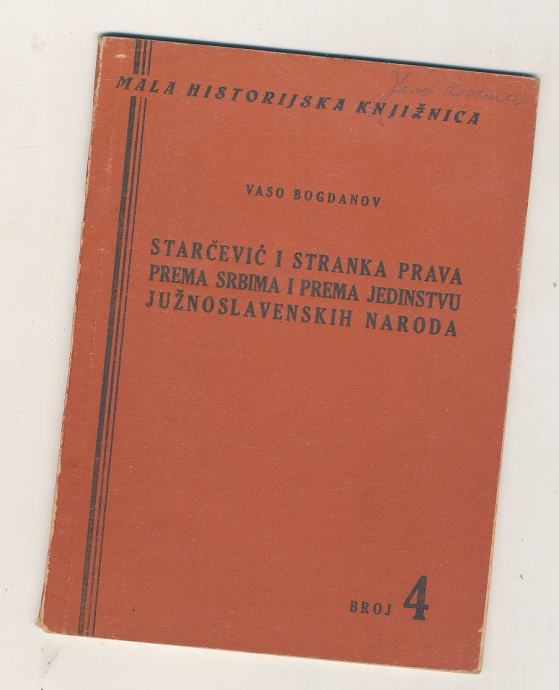 MALA HISTORIJSKA KNJIŽNICA
VASO BOGDANOV
STARČEVIĆ I STRANKA PRAVA
PREMA SRBIMA I PREMA JEDINSTVU
JUŽNOSLAVENSKIH NARODA
BROJ 4